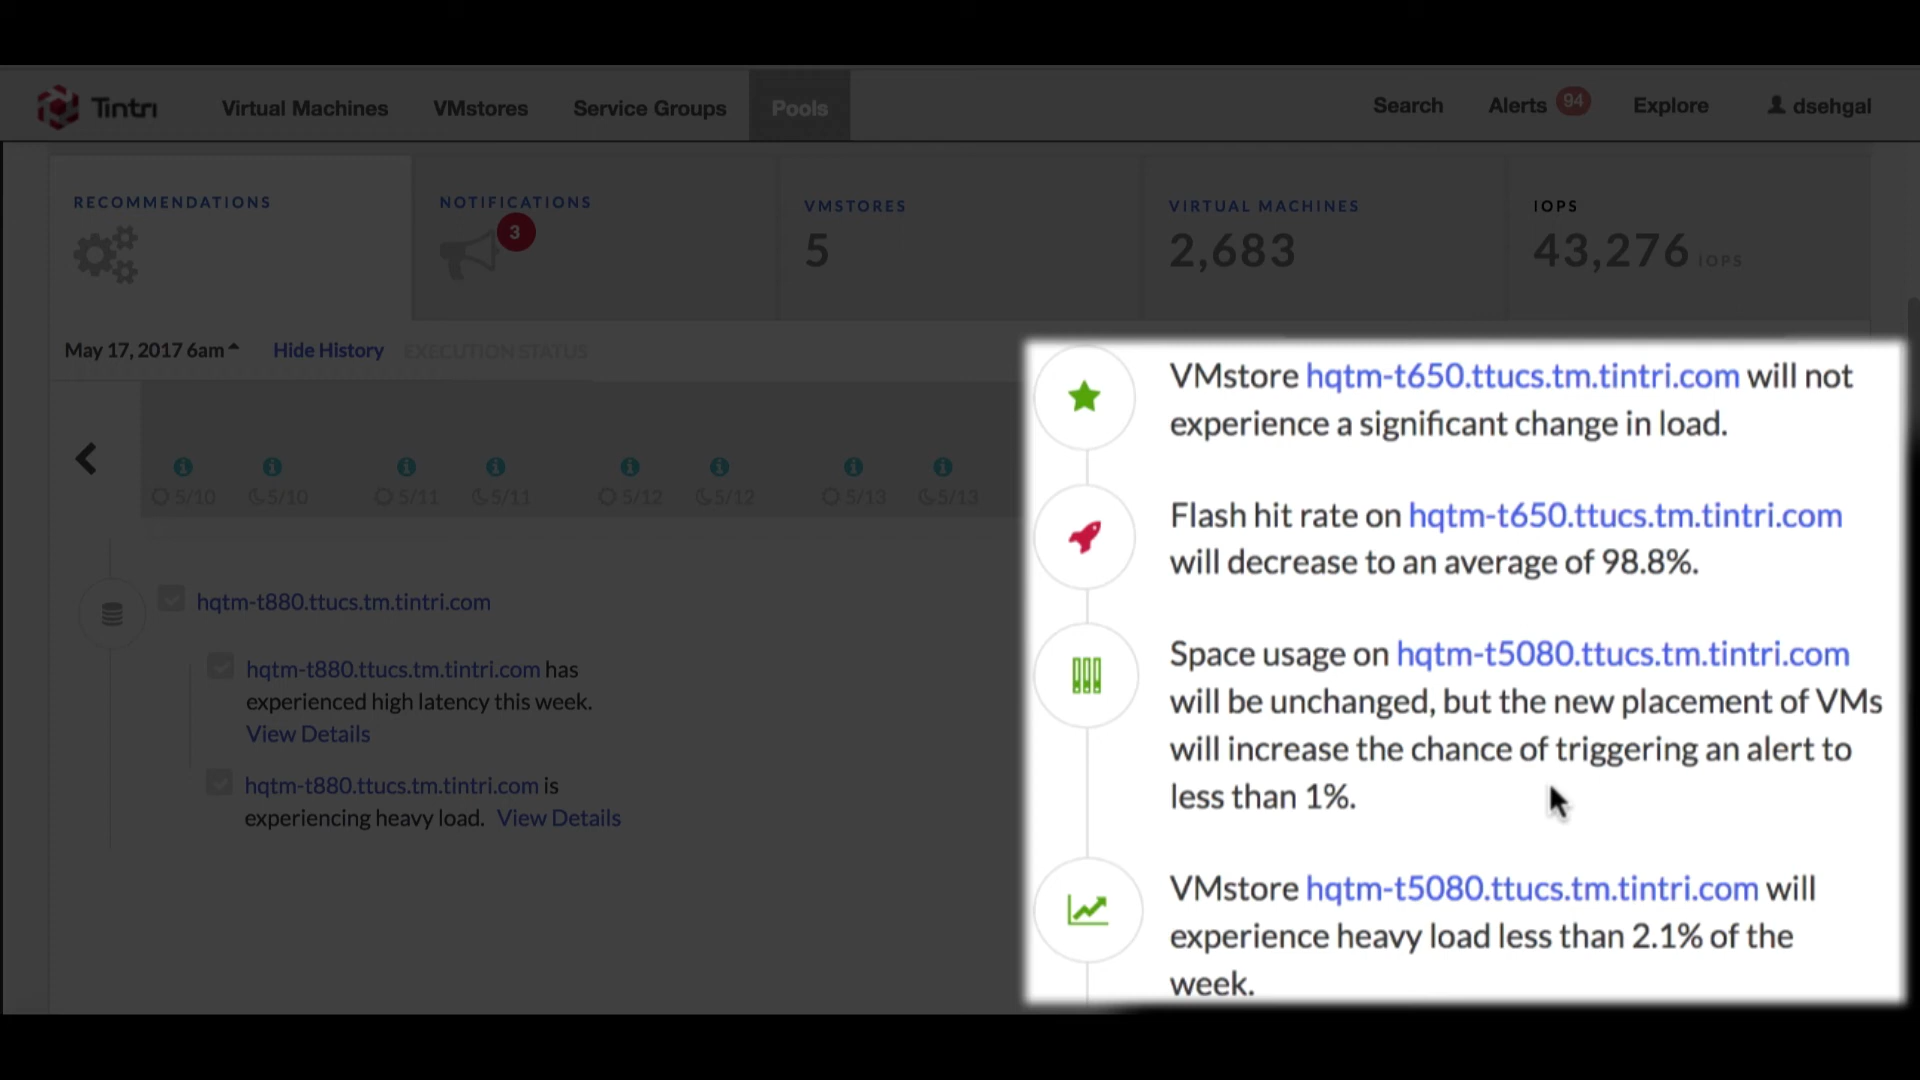 Tintri
Virtual Machines
VMstores
Service Groups
Pools
Search
Alerts 94
Explore
dsehgal
RECOMMENDATIONS
NOTIFICATIONS
3
VMSTORES
5
VIRTUAL MACHINES
2,683
IOPS
43,276 IOPS
May 17, 2017 6am
Hide History
EXECUTION STATUS
5/10
5/10
5/11
5/11
5/12
5/12
5/13
5/13
hqtm-t880.ttucs.tm.tintri.com
hqtm-t880.ttucs.tm.tintri.com has
experienced high latency this week.
View Details
hqtm-t880.ttucs.tm.tintri.com is
experiencing heavy load. View Details
VMstore hqtm-t650.ttucs.tm.tintri.com will not
experience a significant change in load.
Flash hit rate on hqtm-t650.ttucs.tm.tintri.com
will decrease to an average of 98.8%.
Space usage on hqtm-t5080.ttucs.tm.tintri.com
will be unchanged, but the new placement of VMs
will increase the chance of triggering an alert to
less than 1%.
VMstore hqtm-t5080.ttucs.tm.tintri.com will
experience heavy load less than 2.1% of the
week.